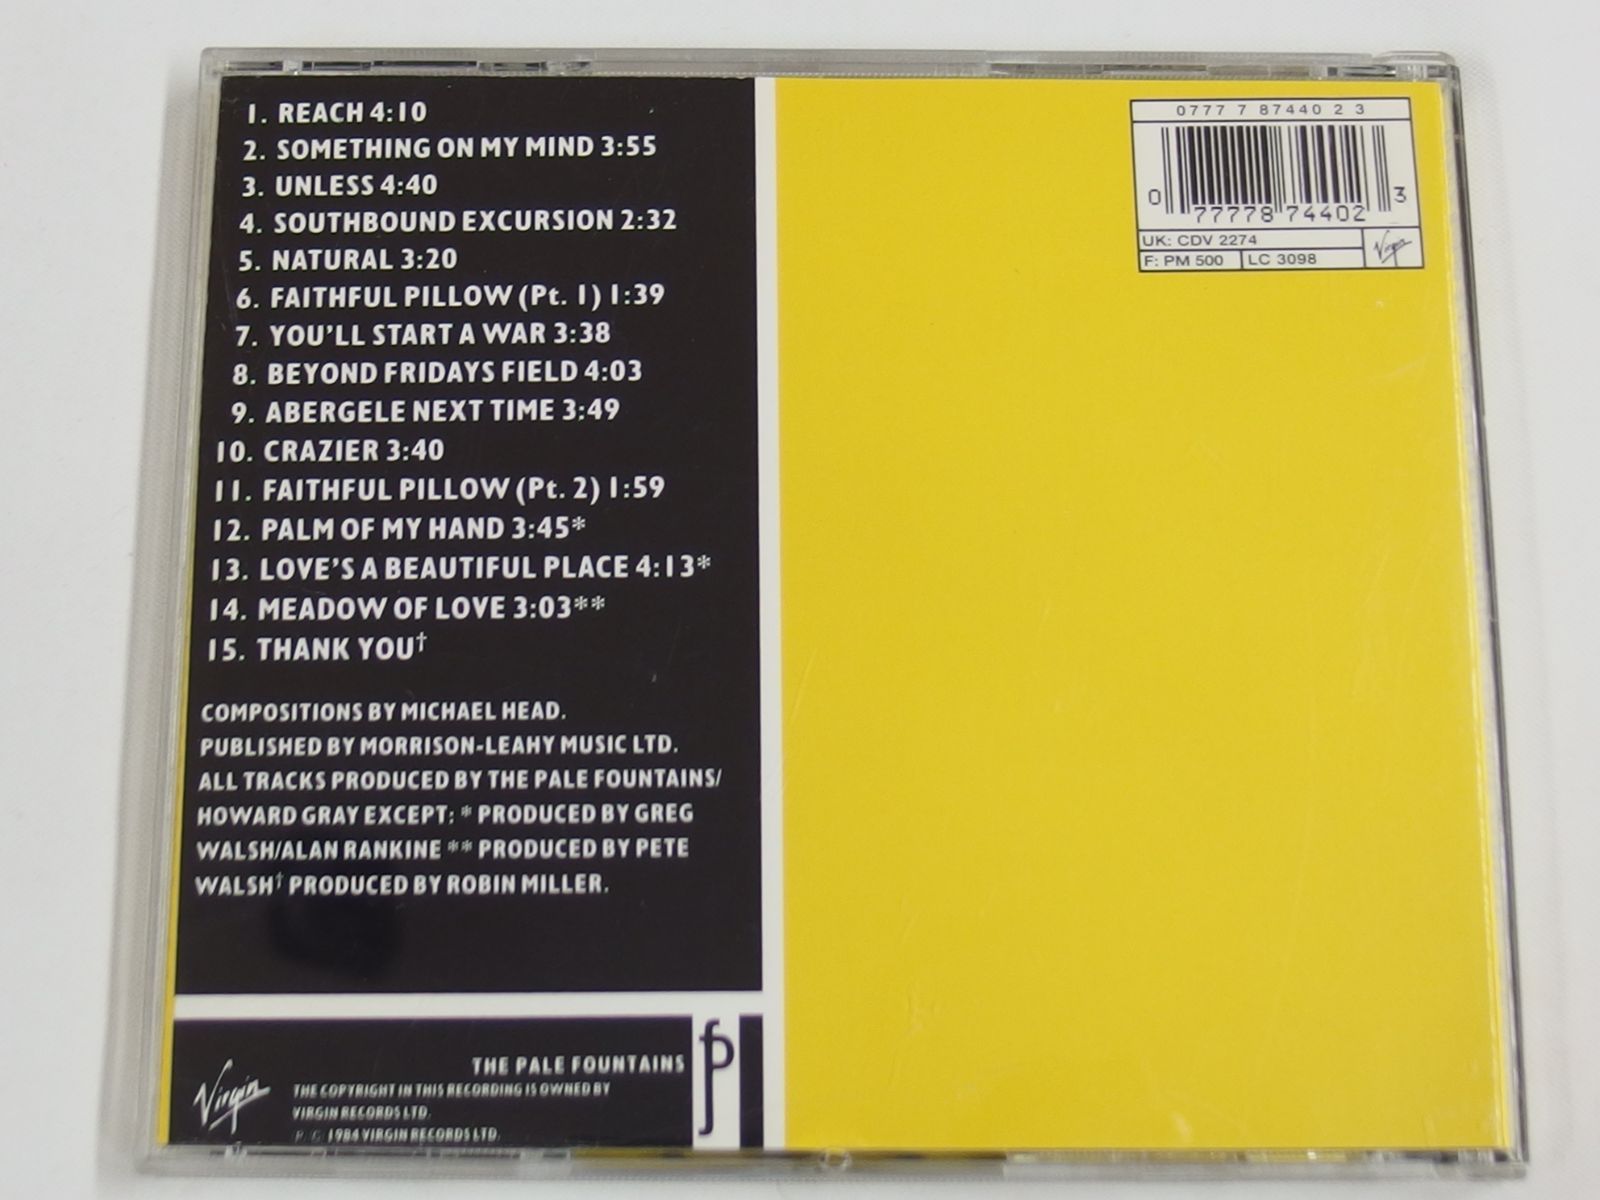 1. REACH 4:10
2. SOMETHING ON MY MIND 3:55
3. UNLESS 4:40
4. SOUTHBOUND EXCURSION 2:32
5. NATURAL 3:20
6. FAITHFUL PILLOW (Pt. 1) 1:39
7. YOU'LL START A WAR 3:38
8. BEYOND FRIDAYS FIELD 4:03
9. ABERGELE NEXT TIME 3:49
10. CRAZIER 3:40
11. FAITHFUL PILLOW (Pt. 2) 1:59
12. PALM OF MY HAND 3:45*
13. LOVE'S A BEAUTIFUL PLACE 4:13*
14. MEADOW OF LOVE 3:03**
15. THANK YOU†
COMPOSITIONS BY MICHAEL HEAD.
PUBLISHED BY MORRISON-LEAHY MUSIC LTD.
ALL TRACKS PRODUCED BY THE PALE FOUNTAINS/
HOWARD GRAY EXCEPT: * PRODUCED BY GREG
WALSH/ALAN RANKINE ** PRODUCED BY PETE
WALSH† PRODUCED BY ROBIN MILLER.
THE PALE FOUNTAINS
fp
Virgin
THE COPYRIGHT IN THIS RECORDING IS OWNED BY
VIRGIN RECORDS LTD.
1984 VIRGIN RECORDS LTD.
0777 7 87440 2 3
0 77778 74402 3
UK: CDV 2274
F: PM 500 LC 3098
Virgin